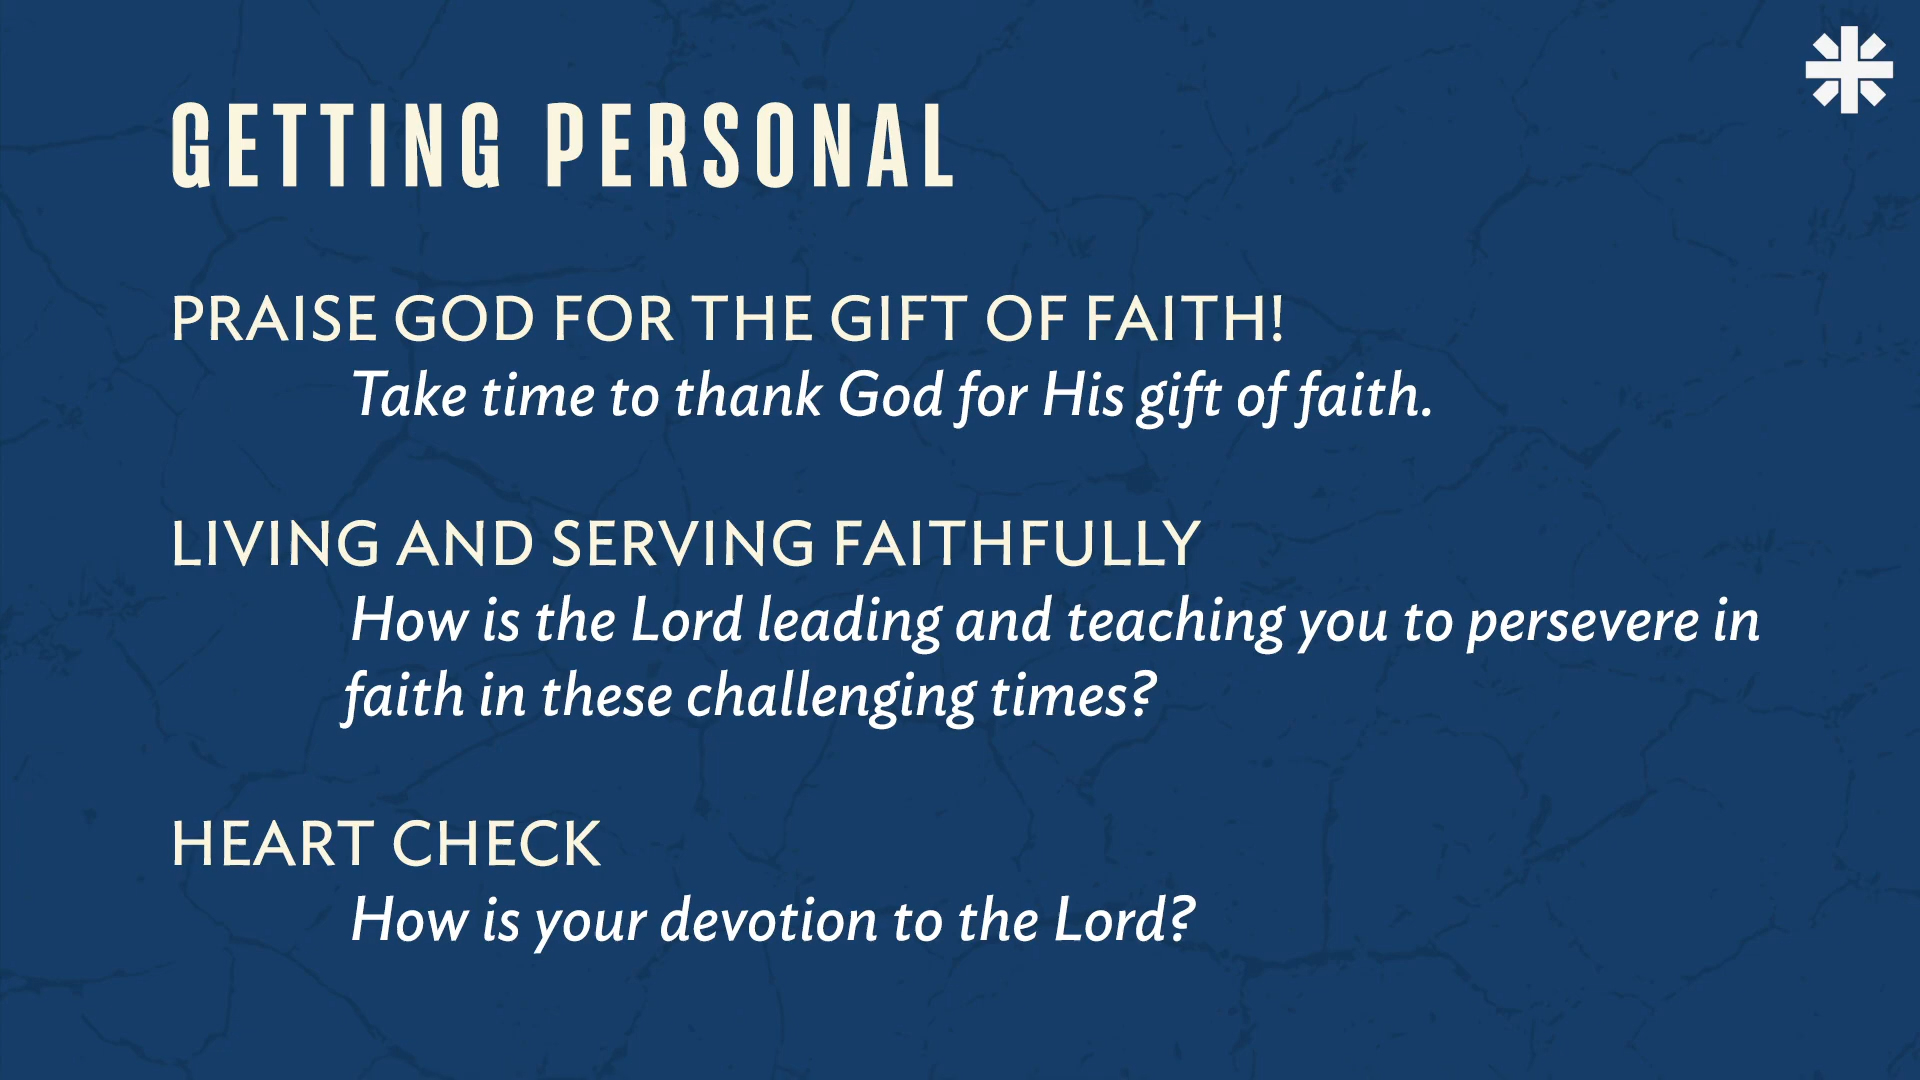 GETTING PERSONAL
PRAISE GOD FOR THE GIFT OF FAITH!
Take time to thank God for His gift of faith.
LIVING AND SERVING FAITHFULLY
How is the Lord leading and teaching you to persevere in
faith in these challenging times?
HEART CHECK
How is your devotion to the Lord?